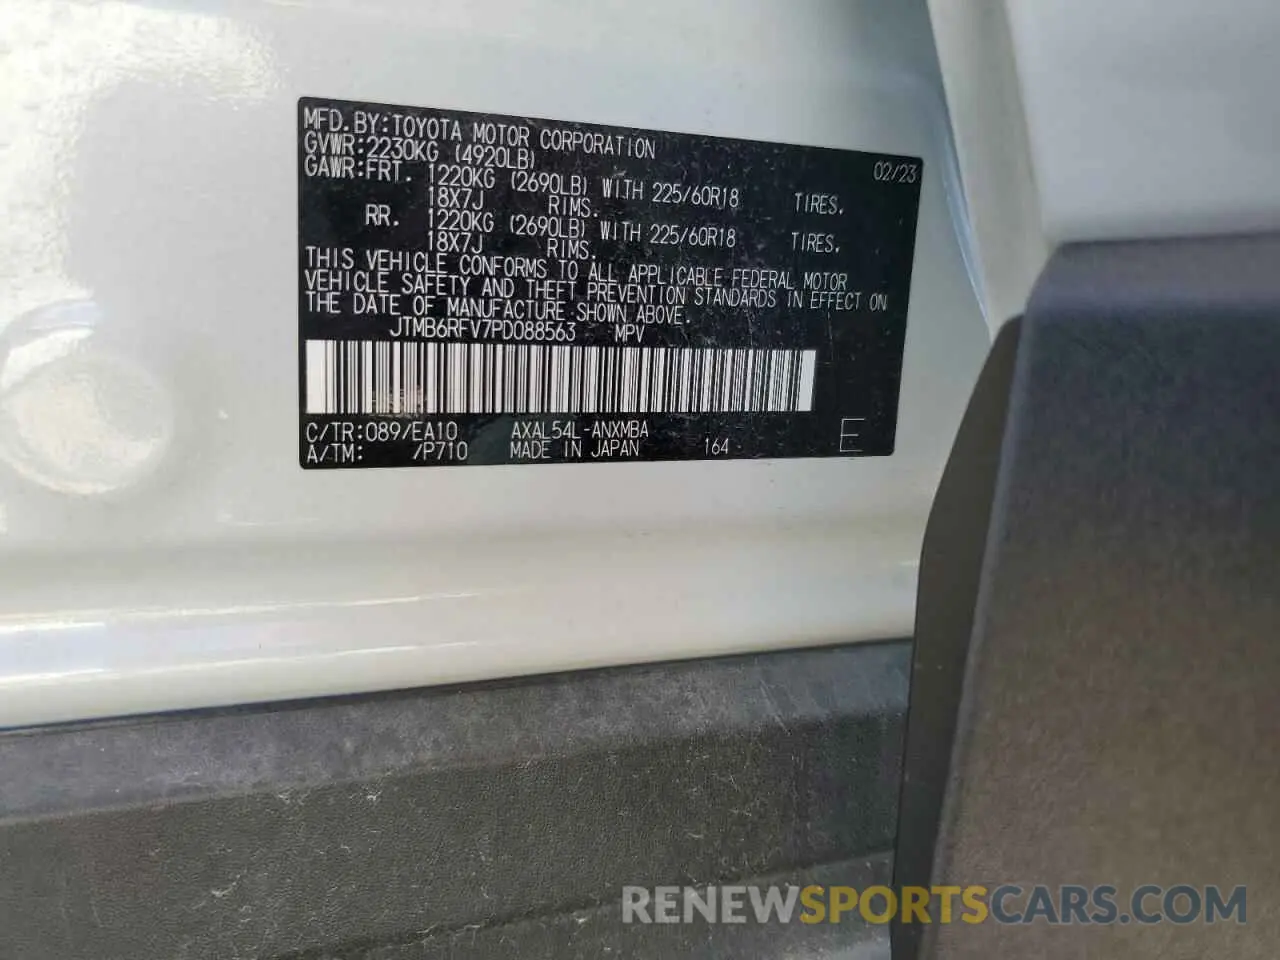 MFD.BY:TOYOTA MOTOR CORPORATION 02/23
GVWR:2230KG (4920LB)
GAWR:FRT. 1220KG (2690LB) WITH 225/60R18 TIRES.
18X7J RIMS.
RR. 1220KG (2690LB) WITH 225/60R18 TIRES.
18X7J RIMS.
THIS VEHICLE CONFORMS TO ALL APPLICABLE FEDERAL MOTOR
VEHICLE SAFETY AND THEFT PREVENTION STANDARDS IN EFFECT ON
THE DATE OF MANUFACTURE SHOWN ABOVE.
JTMB6RFV7PD088563 MPV
C/TR:089/EA10 AXAL54L-ANXMBA
A/TM: /P710 MADE IN JAPAN 164 E
RENEWSPORTSCARS.COM